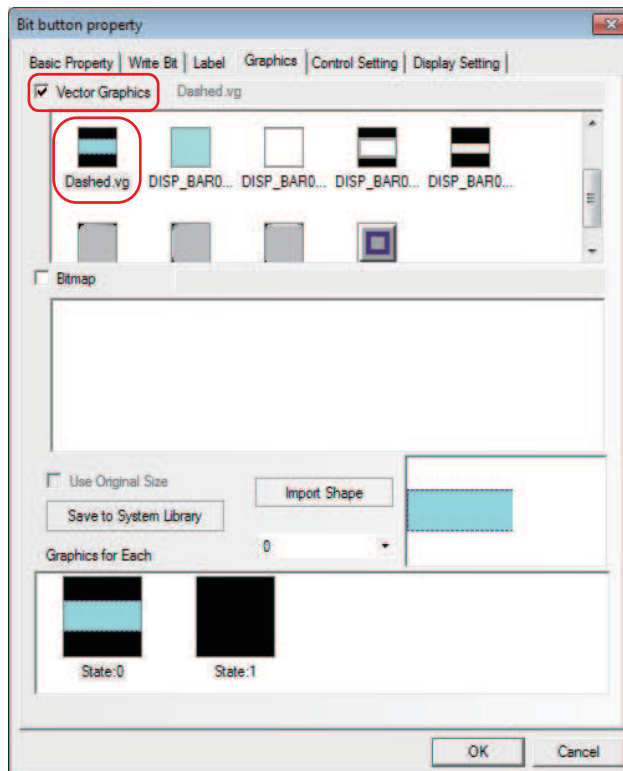 Bit button property
Basic Property Write Bit Label Graphics Control Setting Display Setting
Vector Graphics Dashed.vg
Dashed.vg DISP_BAR0... DISP_BAR0... DISP_BAR0... DISP_BAR0...
Bitmap
Use Original Size
Import Shape
Save to System Library
0
Graphics for Each
State:0 State:1
OK Cancel